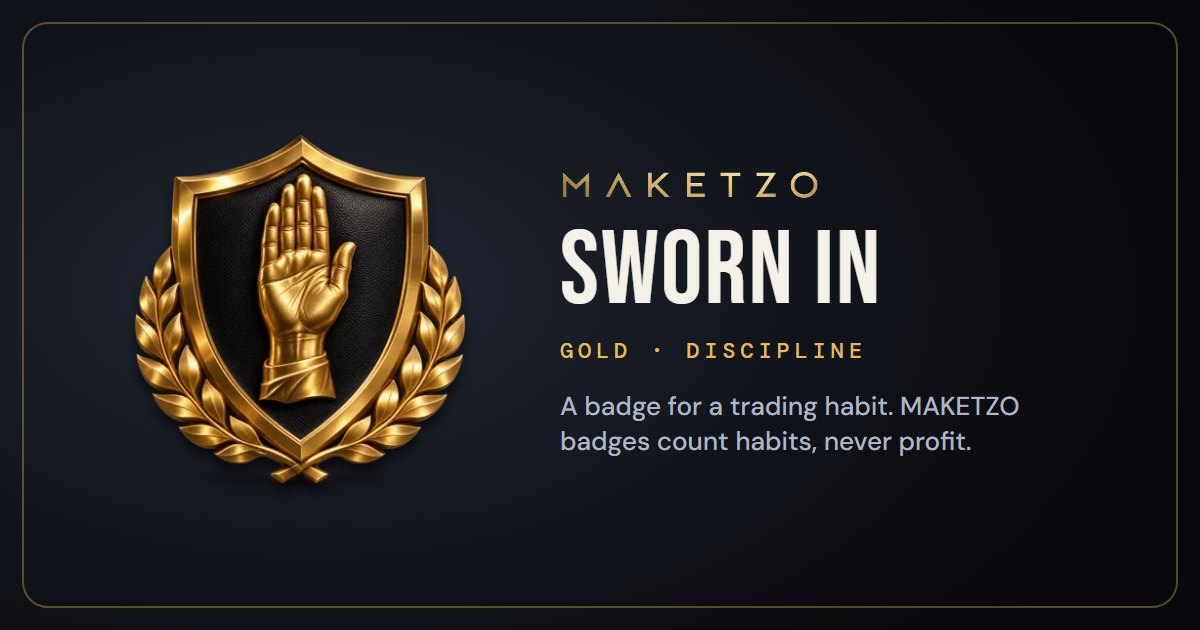 MAKETZO
SWORN IN
GOLD · DISCIPLINE
A badge for a trading habit. MAKETZO
badges count habits, never profit.